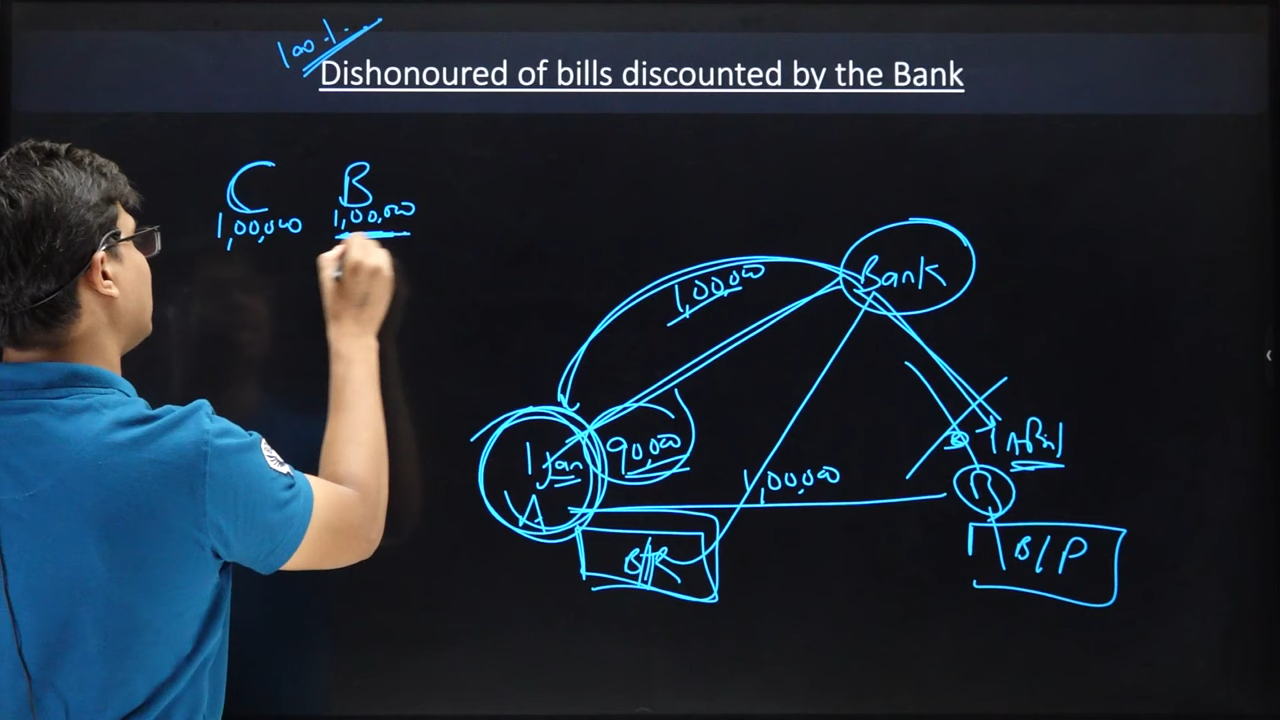 100%
Dishonoured of bills discounted by the Bank
C B
1,00,000 1,00,000
Bank
1,00,000
1 April
1 Jan
90,000
1,00,000
B/R
B/P